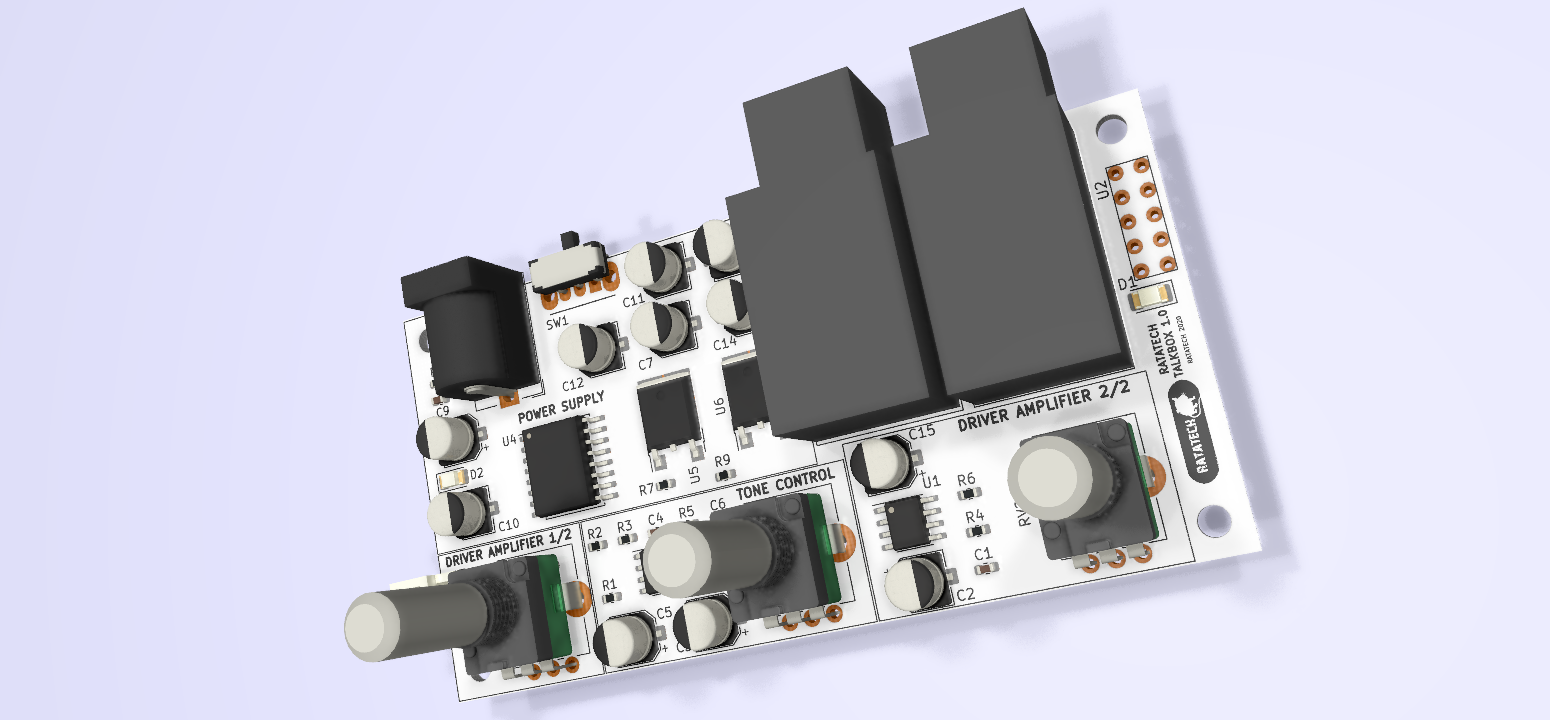 SW1
C11
C12
C7
C14
U2
D1
RATATECH
TALKBOX 1.0
RATATECH 2020
RATATECH
C9
+
POWER SUPPLY
U4
U6
D2
C10
R7
U5
R9
DRIVER AMPLIFIER 2/2
C15
+
U1
R6
R4
C1
C2
TONE CONTROL
R2
R3
C4
R5
C6
R1
C5
+
+
DRIVER AMPLIFIER 1/2